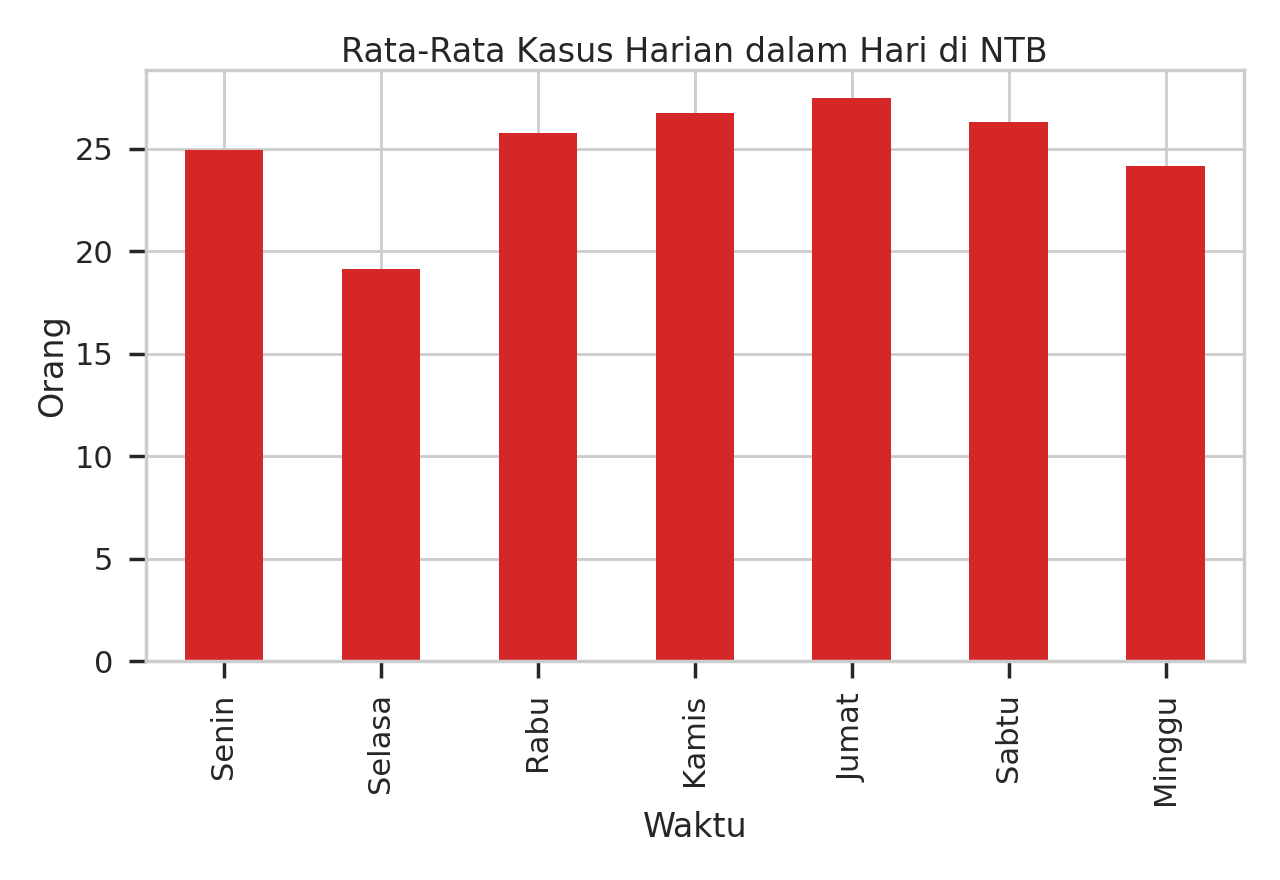 Rata-Rata Kasus Harian dalam Hari di NTB
Orang
25
20
15
10
5
0
Senin
Selasa
Rabu
Kamis
Jumat
Sabtu
Minggu
Waktu